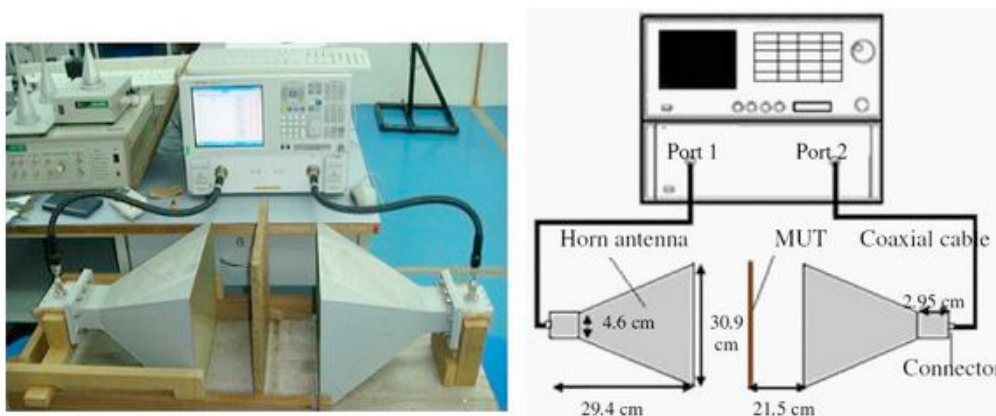 Port 1
Port 2
Horn antenna
MUT
Coaxial cable
4.6 cm
30.9
cm
2.95 cm
Connector
29.4 cm
21.5 cm